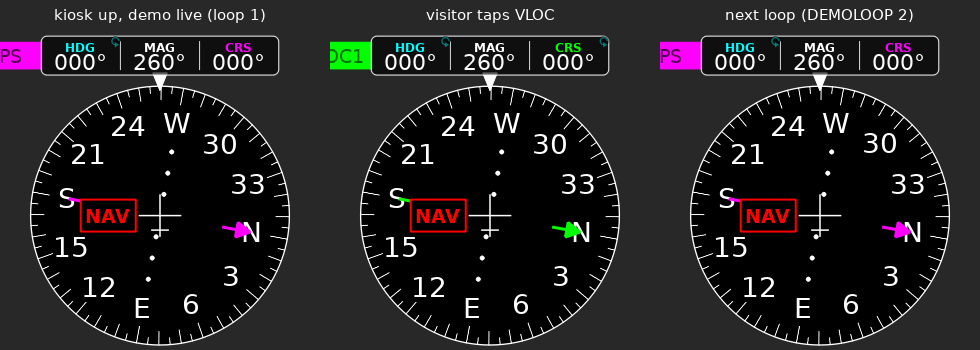 kiosk up, demo live (loop 1)
PS
HDG 000°
MAG 260°
CRS 000°
24 W 30 33 N 3 6 E 12 15 S 21
NAV
visitor taps VLOC
OC1
HDG 000°
MAG 260°
CRS 000°
24 W 30 33 N 3 6 E 12 15 S 21
NAV
next loop (DEMOLOOP 2)
PS
HDG 000°
MAG 260°
CRS 000°
24 W 30 33 N 3 6 E 12 15 S 21
NAV